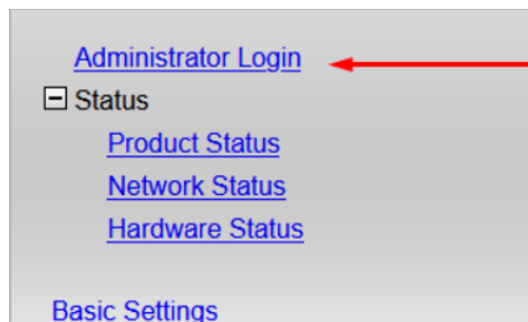 Administrator Login
Status
Product Status
Network Status
Hardware Status
Basic Settings